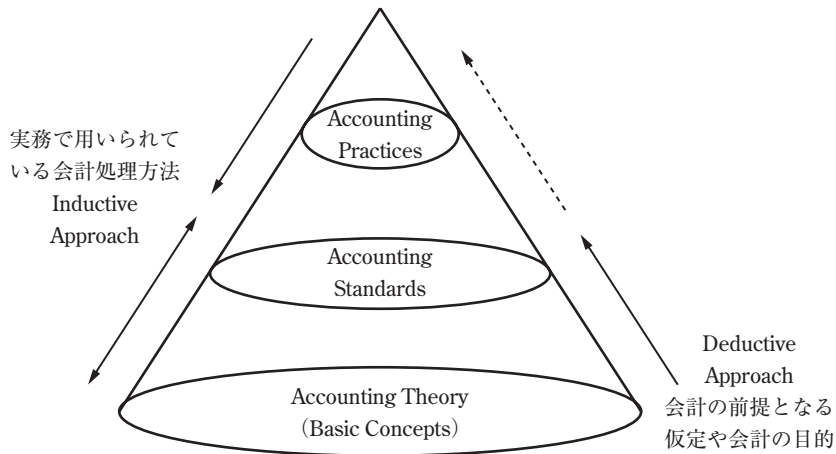 Accounting
Practices
実務で用いられて
いる会計処理方法
Inductive
Approach
Accounting
Standards
Deductive
Approach
会計の前提となる
仮定や会計の目的
Accounting Theory
（Basic Concepts）